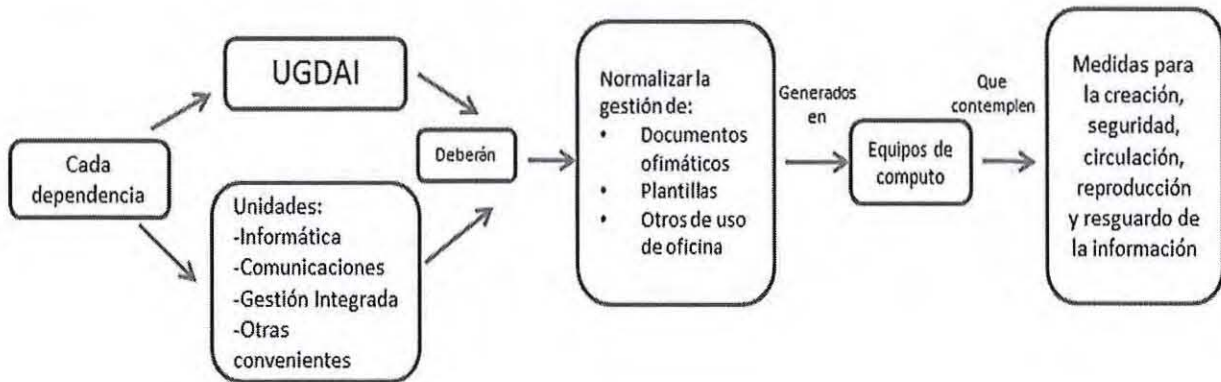 Cada
dependencia
UGDAI
Unidades:
-Informática
-Comunicaciones
-Gestión Integrada
-Otras
convenientes
Deberán
Normalizar la
gestión de:
• Documentos
ofimáticos
• Plantillas
• Otros de uso
de oficina
Generados
en
Equipos de
computo
Que
contemplen
Medidas para
la creación,
seguridad,
circulación,
reproducción
y resguardo de
la información